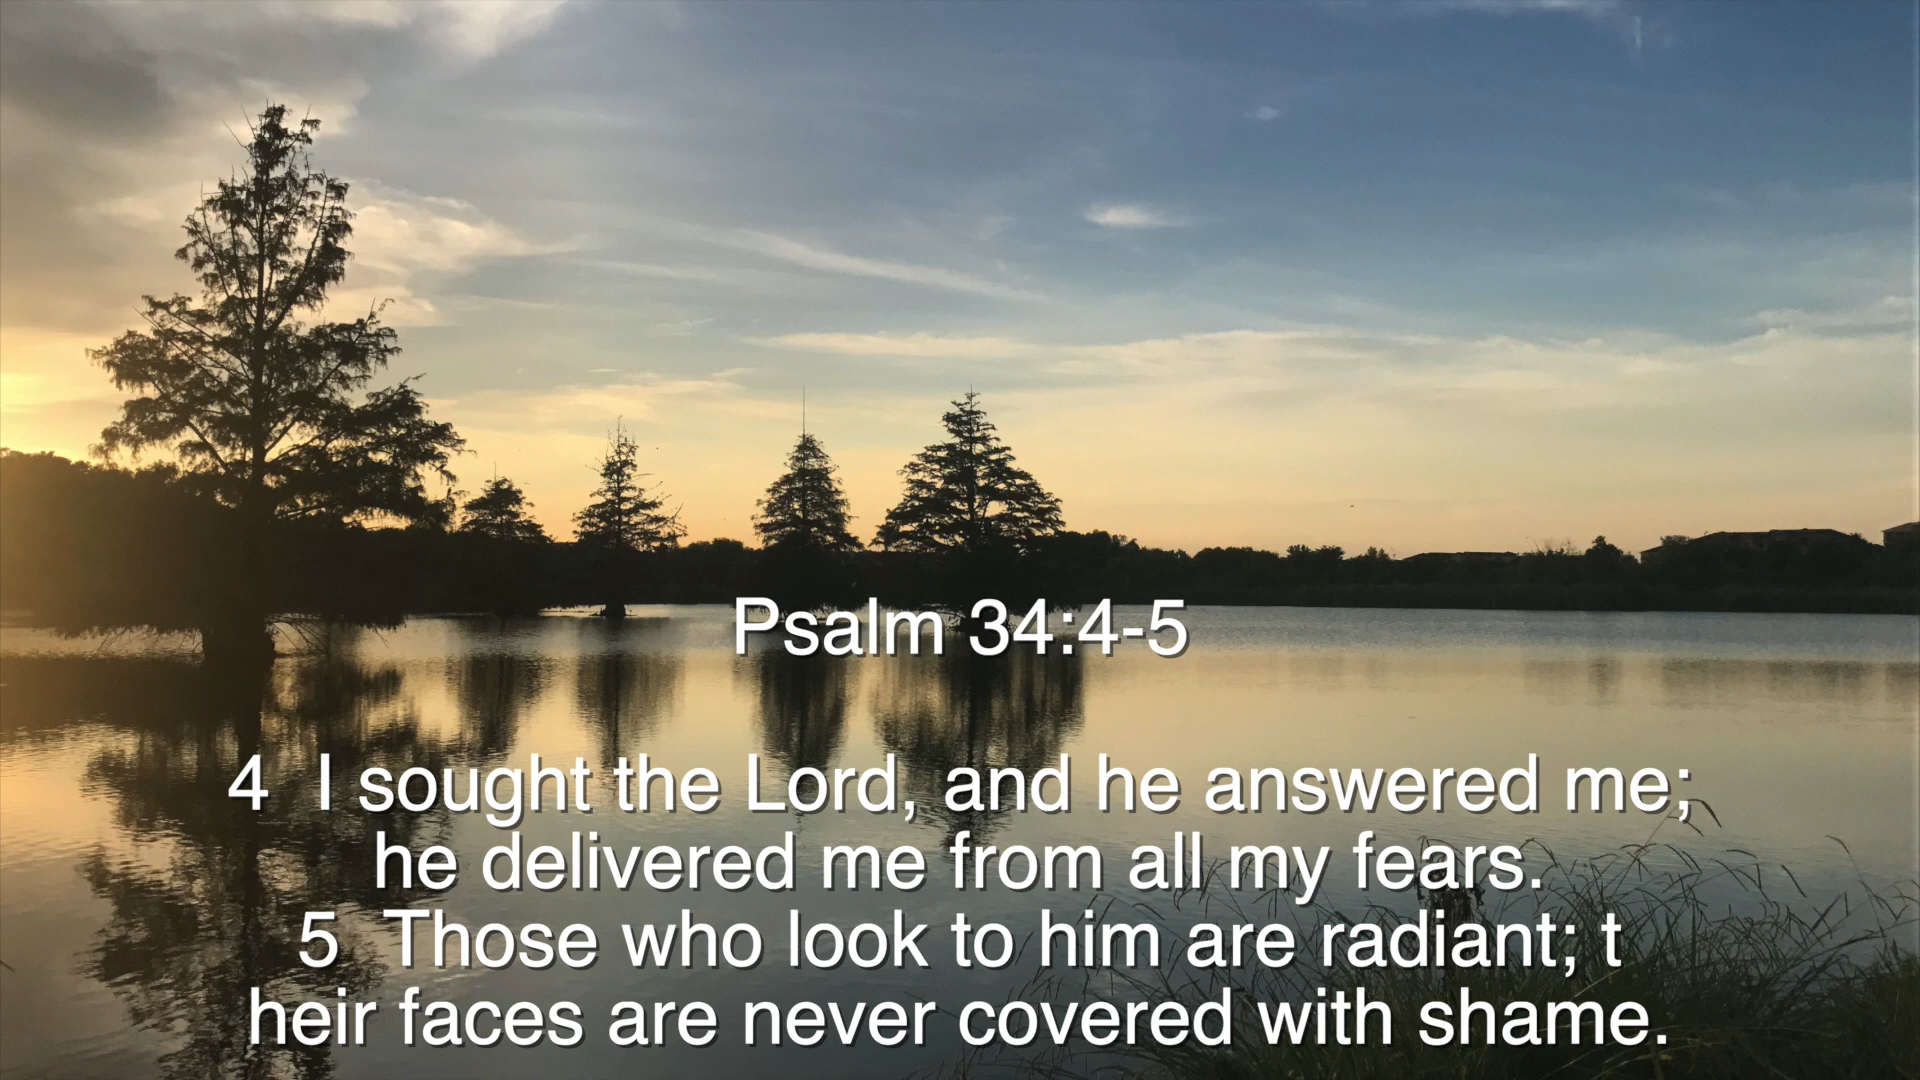 Psalm 34:4-5
4 I sought the Lord, and he answered me;
he delivered me from all my fears.
5 Those who look to him are radiant; t
heir faces are never covered with shame.